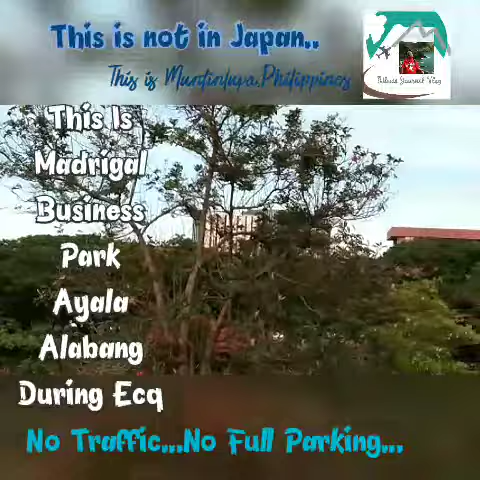 This is not in Japan..
This is Muntinlupa,Philippines
This Is
Madrigal
Business
Park
Ayala
Alabang
During Ecq
No Traffic...No Full Parking...